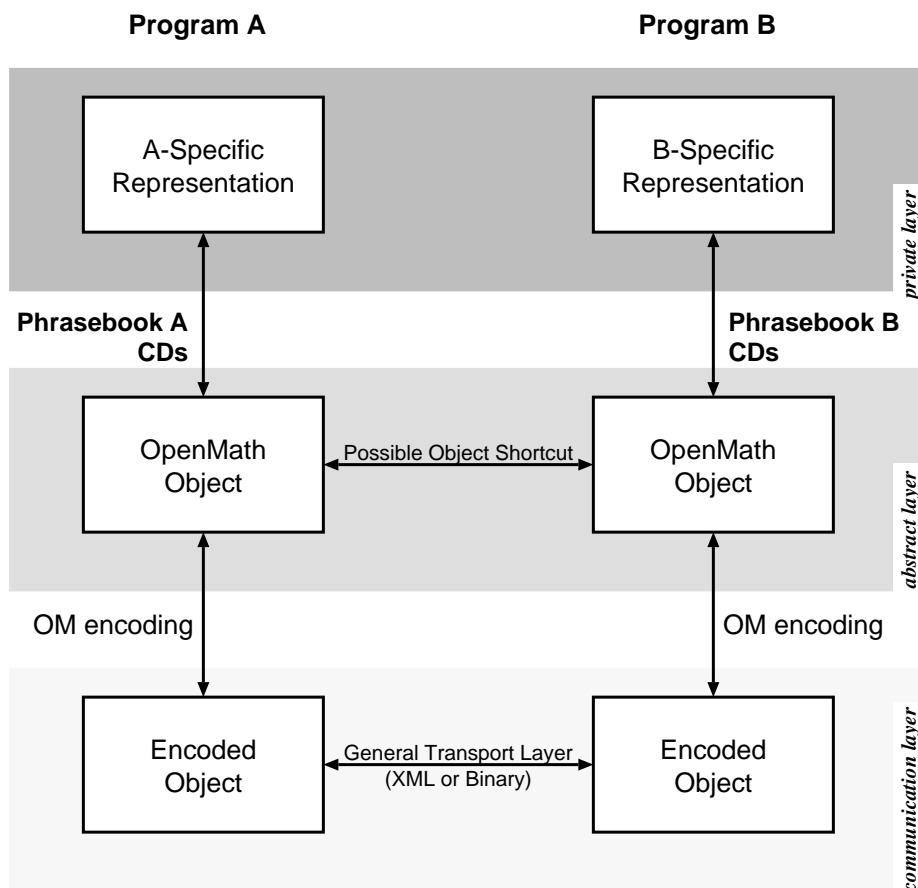 Program A
Program B
A-Specific
Representation
B-Specific
Representation
private layer
Phrasebook A
CDs
Phrasebook B
CDs
OpenMath
Object
Possible Object Shortcut
OpenMath
Object
abstract layer
OM encoding
OM encoding
Encoded
Object
General Transport Layer
(XML or Binary)
Encoded
Object
communication layer